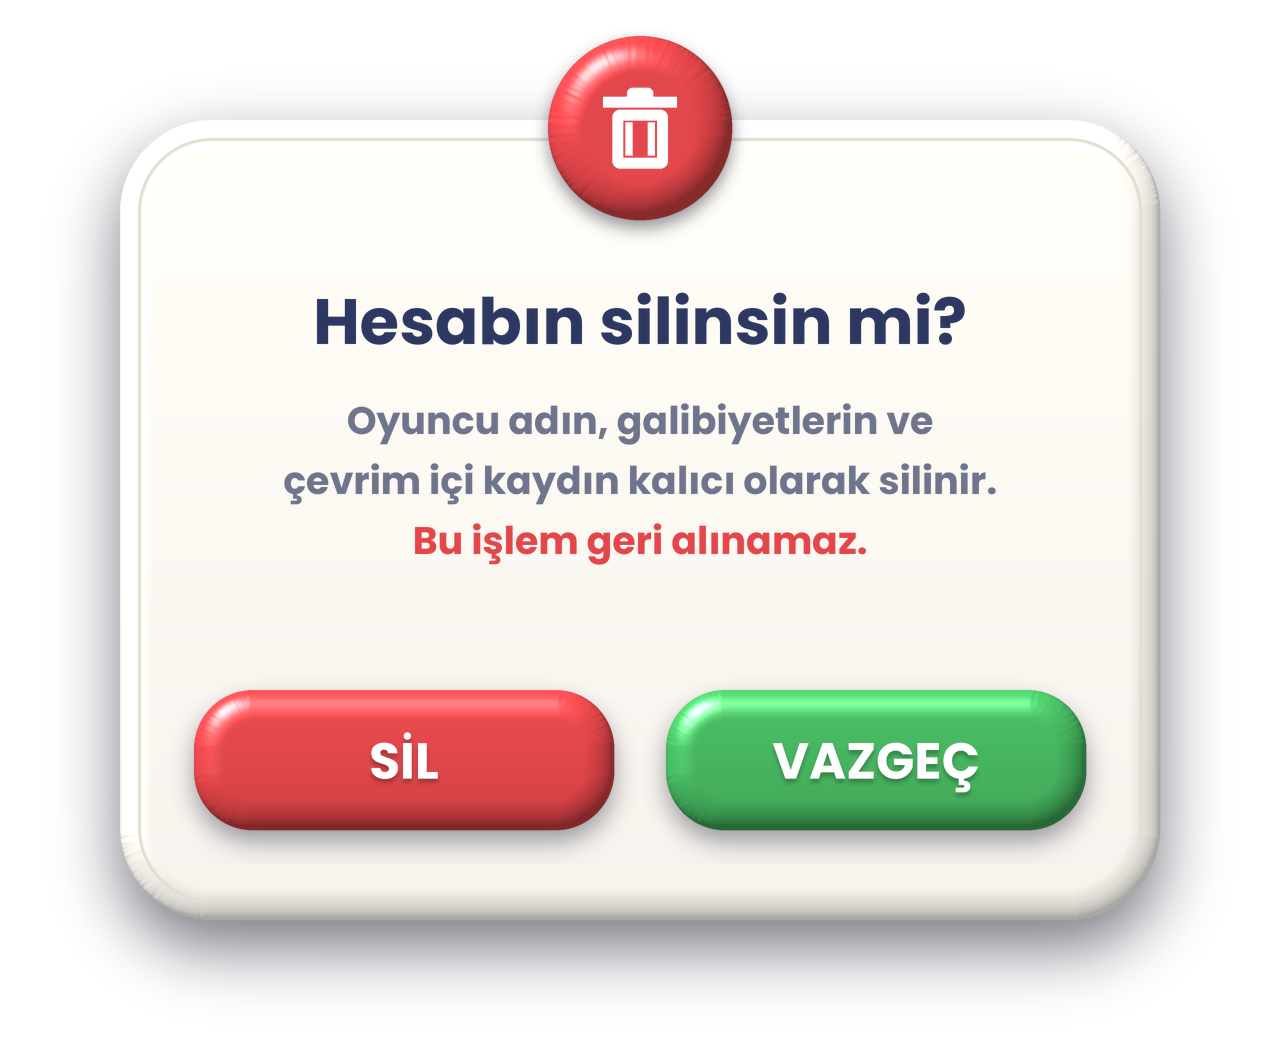 Hesabın silinsin mi?
Oyuncu adın, galibiyetlerin ve
çevrim içi kaydın kalıcı olarak silinir.
Bu işlem geri alınamaz.
SİL
VAZGEÇ